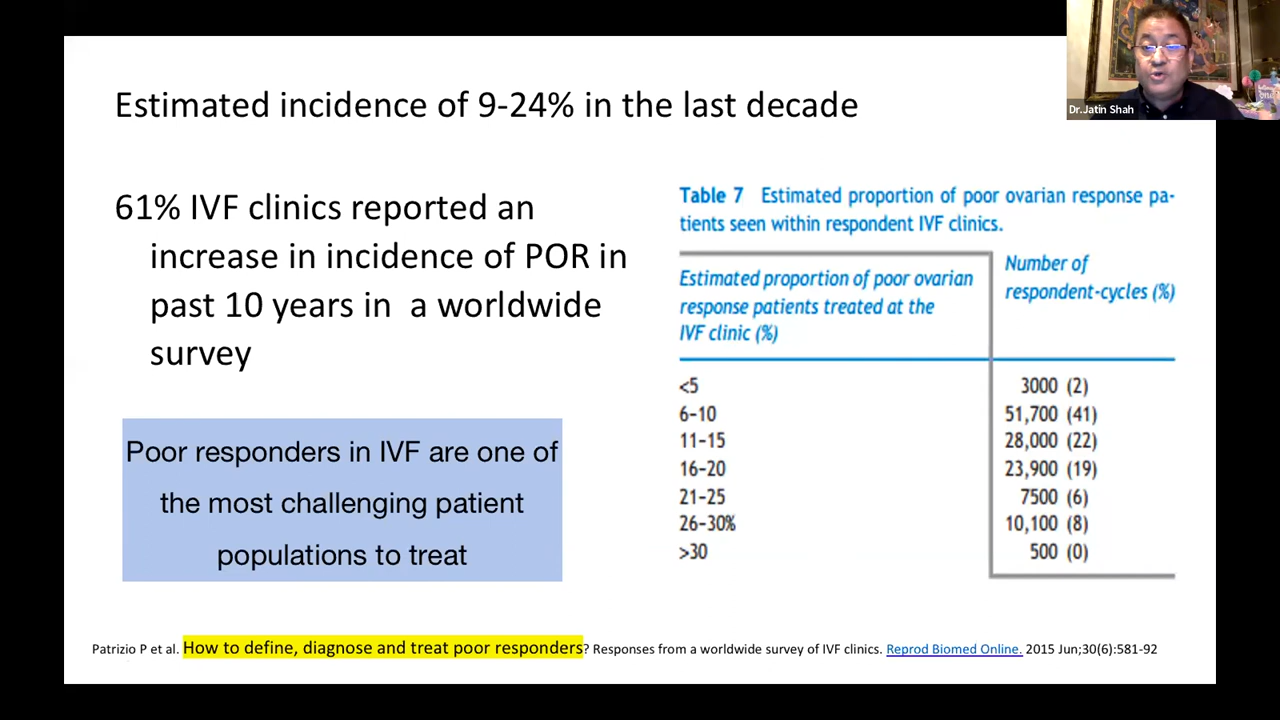 Estimated incidence of 9-24% in the last decade
61% IVF clinics reported an
increase in incidence of POR in
past 10 years in a worldwide
survey
Poor responders in IVF are one of
the most challenging patient
populations to treat
Table 7 Estimated proportion of poor ovarian response pa-
tients seen within respondent IVF clinics.
Estimated proportion of poor ovarian
response patients treated at the
IVF clinic (%)
Number of
respondent-cycles (%)
<5 3000 (2)
6-10 51,700 (41)
11-15 28,000 (22)
16-20 23,900 (19)
21-25 7500 (6)
26-30% 10,100 (8)
>30 500 (0)
Patrizio P et al. How to define, diagnose and treat poor responders? Responses from a worldwide survey of IVF clinics. Reprod Biomed Online. 2015 Jun;30(6):581-92
Dr.Jatin Shah